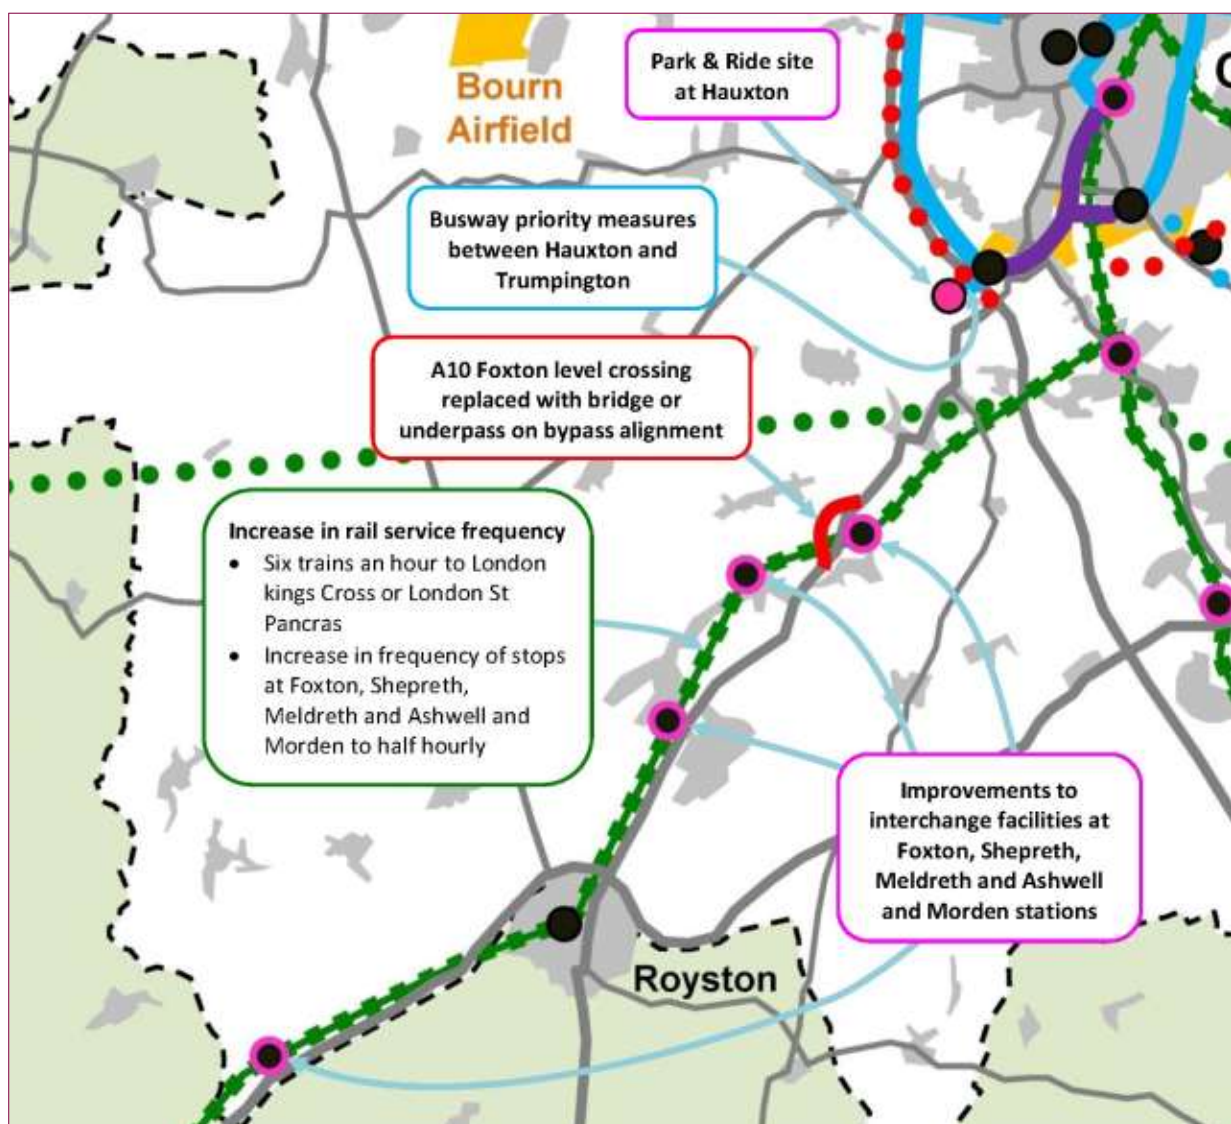 Park & Ride site
at Hauxton
Bourn
Airfield
C
Busway priority measures
between Hauxton and
Trumpington
A10 Foxton level crossing
replaced with bridge or
underpass on bypass alignment
Increase in rail service frequency
• Six trains an hour to London
kings Cross or London St
Pancras
• Increase in frequency of stops
at Foxton, Shepreth,
Meldreth and Ashwell and
Morden to half hourly
Improvements to
interchange facilities at
Foxton, Shepreth,
Meldreth and Ashwell
and Morden stations
Royston